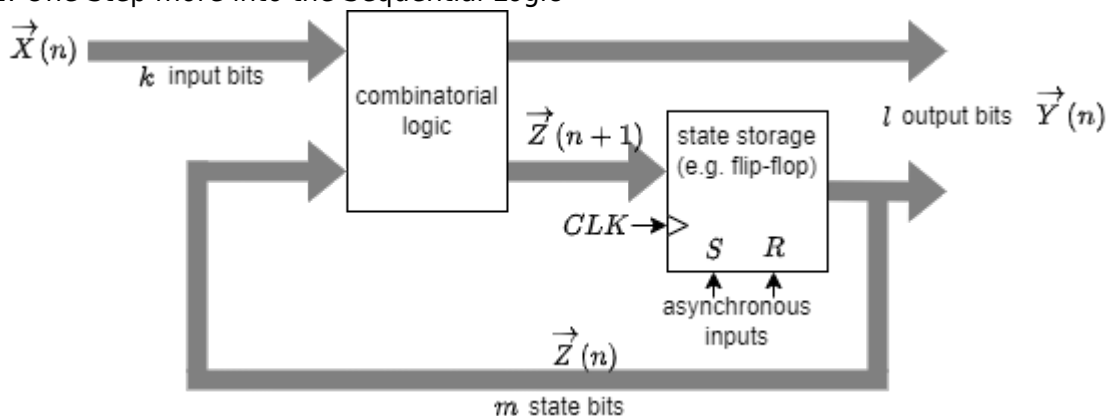 One Step more into the Sequential Logic
X⃗(n)
k input bits
combinatorial
logic
Z⃗(n + 1)
state storage
(e.g. flip-flop)
l output bits Y⃗(n)
CLK
S R
asynchronous
inputs
Z⃗(n)
m state bits